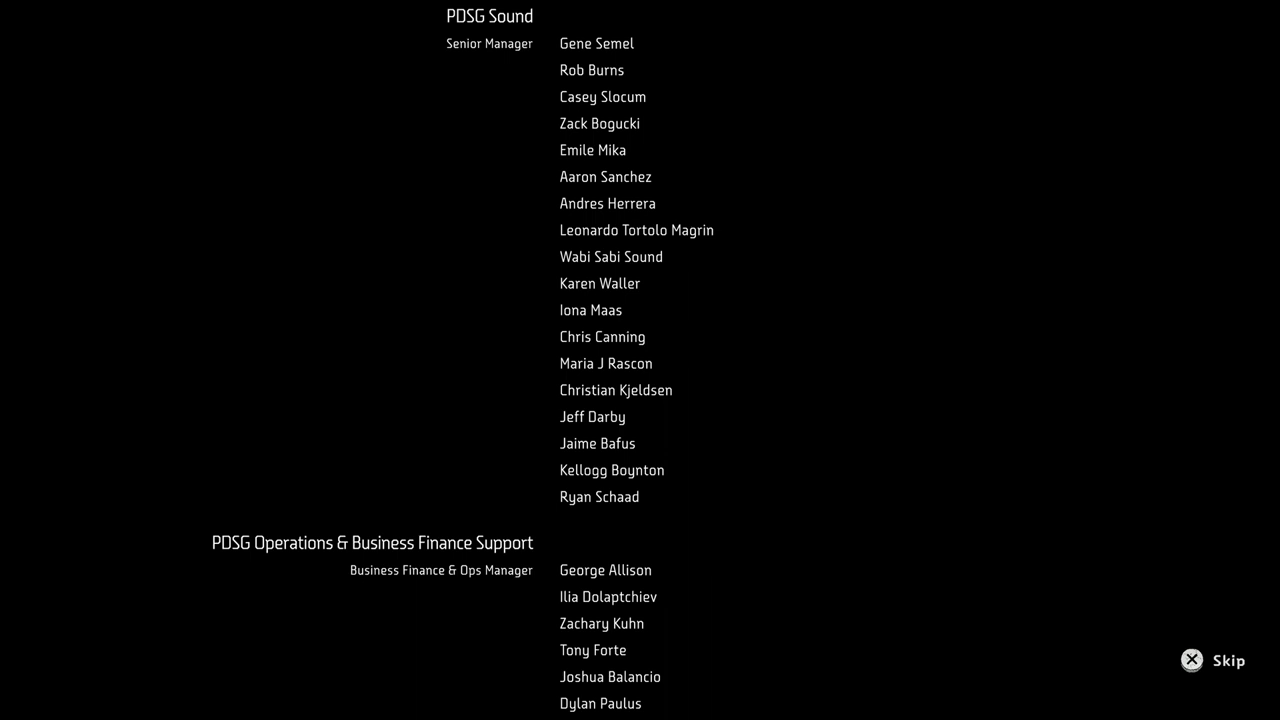 PDSG Sound
Senior Manager Gene Semel
Rob Burns
Casey Slocum
Zack Bogucki
Emile Mika
Aaron Sanchez
Andres Herrera
Leonardo Tortolo Magrin
Wabi Sabi Sound
Karen Waller
Iona Maas
Chris Canning
Maria J Rascon
Christian Kjeldsen
Jeff Darby
Jaime Bafus
Kellogg Boynton
Ryan Schaad
PDSG Operations & Business Finance Support
Business Finance & Ops Manager George Allison
Ilia Dolaptchiev
Zachary Kuhn
Tony Forte
Joshua Balancio
Dylan Paulus
Skip